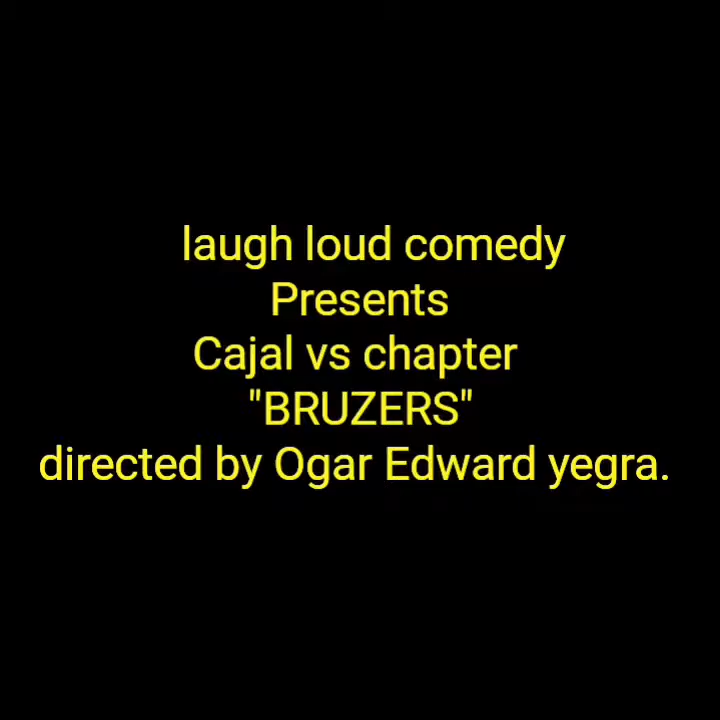 laugh loud comedy
Presents
Cajal vs chapter
"BRUZERS"
directed by Ogar Edward yegra.